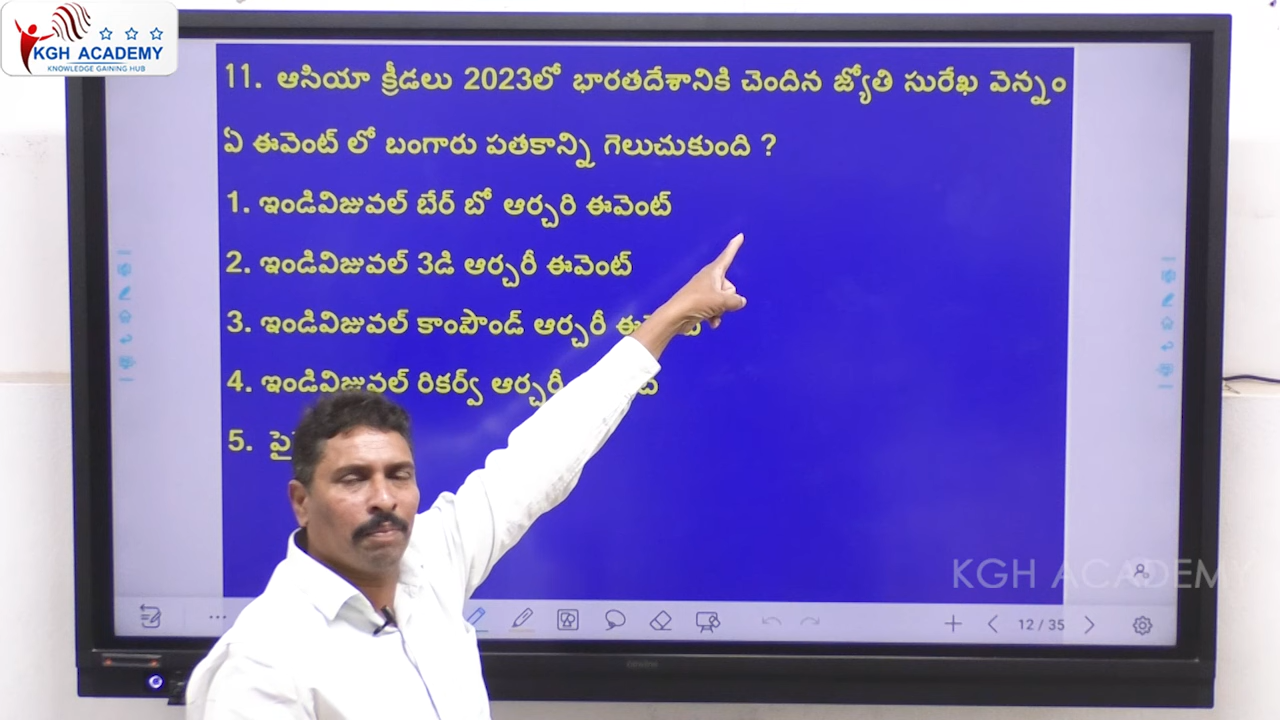 KGH ACADEMY
KNOWLEDGE GAINING HUB
11. ఆసియా క్రీడలు 2023లో భారతదేశానికి చెందిన జ్యోతి సురేఖ వెన్నం
ఏ ఈవెంట్ లో బంగారు పతకాన్ని గెలుచుకుంది ?
1. ఇండివిజువల్ బేర్ బో ఆర్చరి ఈవెంట్
2. ఇండివిజువల్ 3డి ఆర్చరీ ఈవెంట్
3. ఇండివిజువల్ కాంపౌండ్ ఆర్చరీ
4. ఇండివిజువల్ రికర్వ్ ఆర్చరీ
5.
KGH ACADEMY
12 / 35